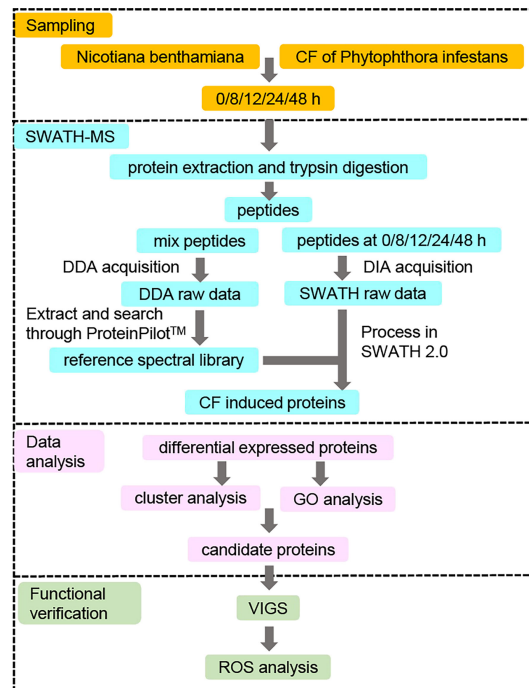 Sampling
Nicotiana benthamiana
CF of Phytophthora infestans
0/8/12/24/48 h
SWATH-MS
protein extraction and trypsin digestion
peptides
mix peptides
peptides at 0/8/12/24/48 h
DDA acquisition
DIA acquisition
DDA raw data
SWATH raw data
Extract and search
through ProteinPilot™
Process in
SWATH 2.0
reference spectral library
CF induced proteins
Data
analysis
differential expressed proteins
cluster analysis
GO analysis
candidate proteins
Functional
verification
VIGS
ROS analysis